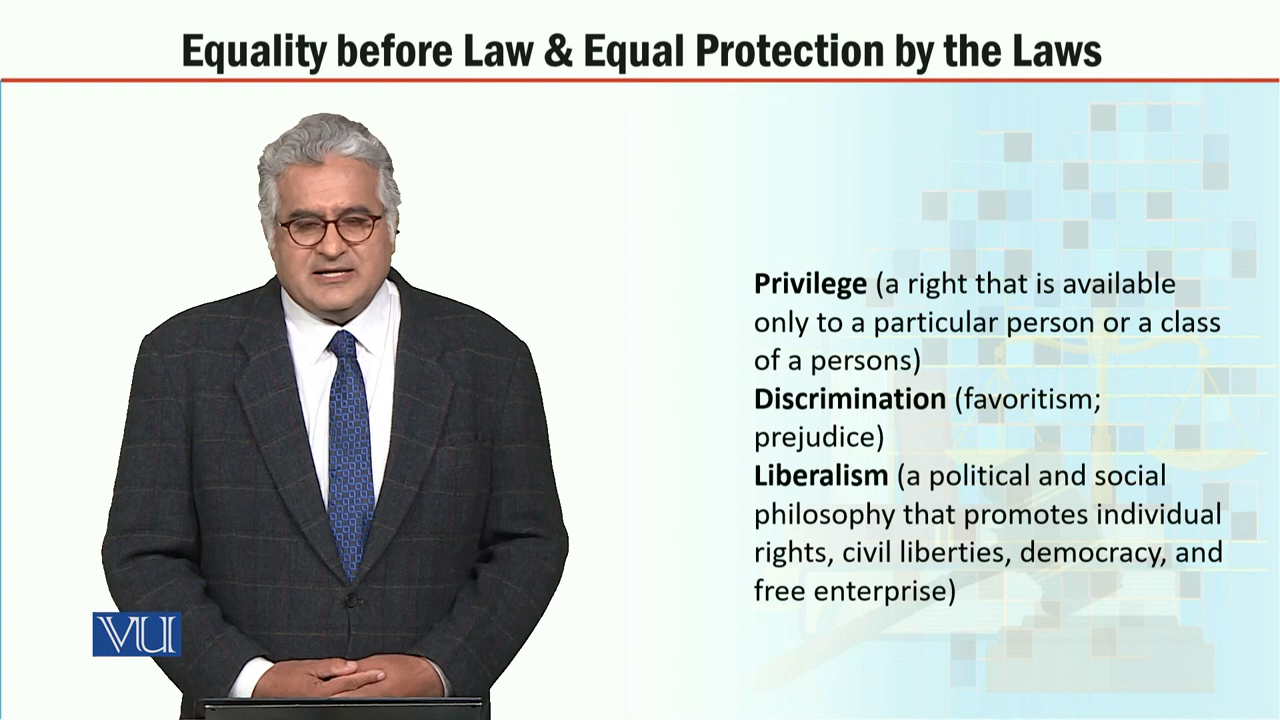 Equality before Law & Equal Protection by the Laws
Privilege (a right that is available
only to a particular person or a class
of a persons)
Discrimination (favoritism;
prejudice)
Liberalism (a political and social
philosophy that promotes individual
rights, civil liberties, democracy, and
free enterprise)
VU